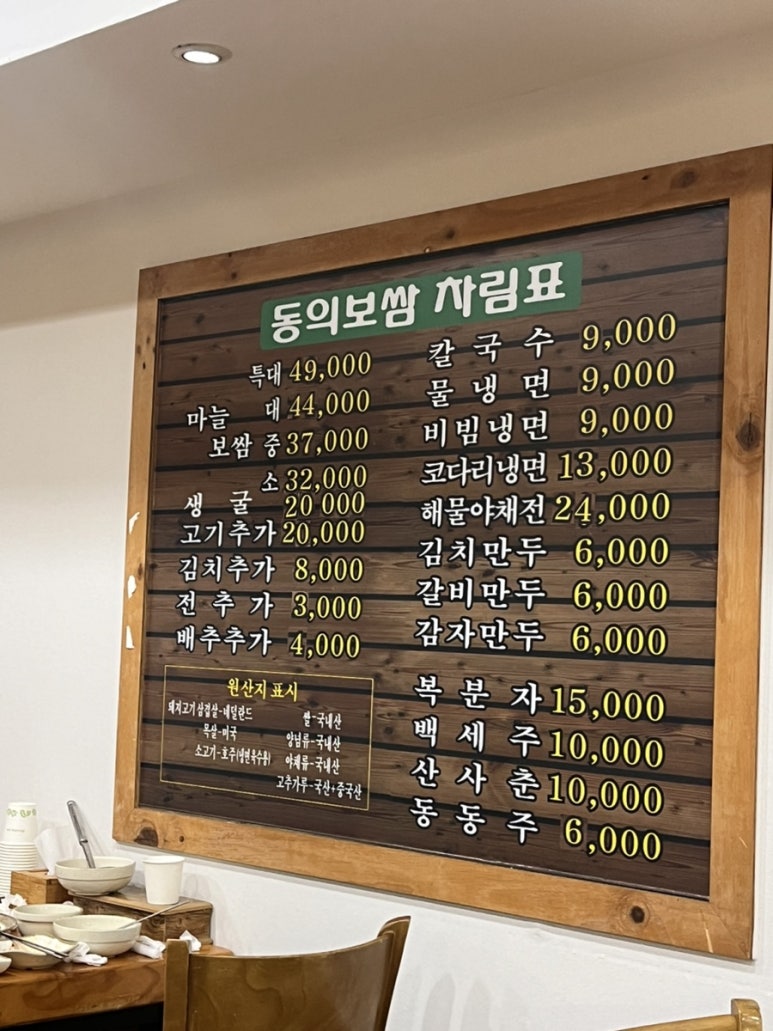 동의보쌈 차림표
특대 49,000
마늘 대 44,000
보쌈 중 37,000
소 32,000
생 굴 20 000
고기추가 20,000
김치추가 8,000
전 추 가 3,000
배추추가 4,000
원산지 표시
돼지고기 삼겹살-네덜란드
목살-미국
소고기-호주(냉면육수용)
쌀-국내산
양념류-국내산
야채류-국내산
고추가루-국산+중국산
칼 국 수 9,000
물 냉 면 9,000
비빔냉면 9,000
코다리냉면 13,000
해물야채전 24,000
김치만두 6,000
갈비만두 6,000
감자만두 6,000
복 분 자 15,000
백 세 주 10,000
산 사 춘 10,000
동 동 주 6,000